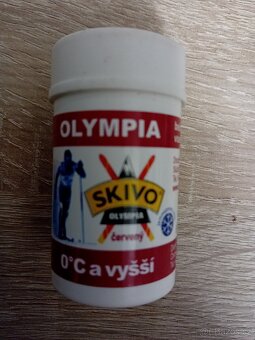 OLYMPIA
SKIVO
OLYMPIA
červený
0°C a vyšší